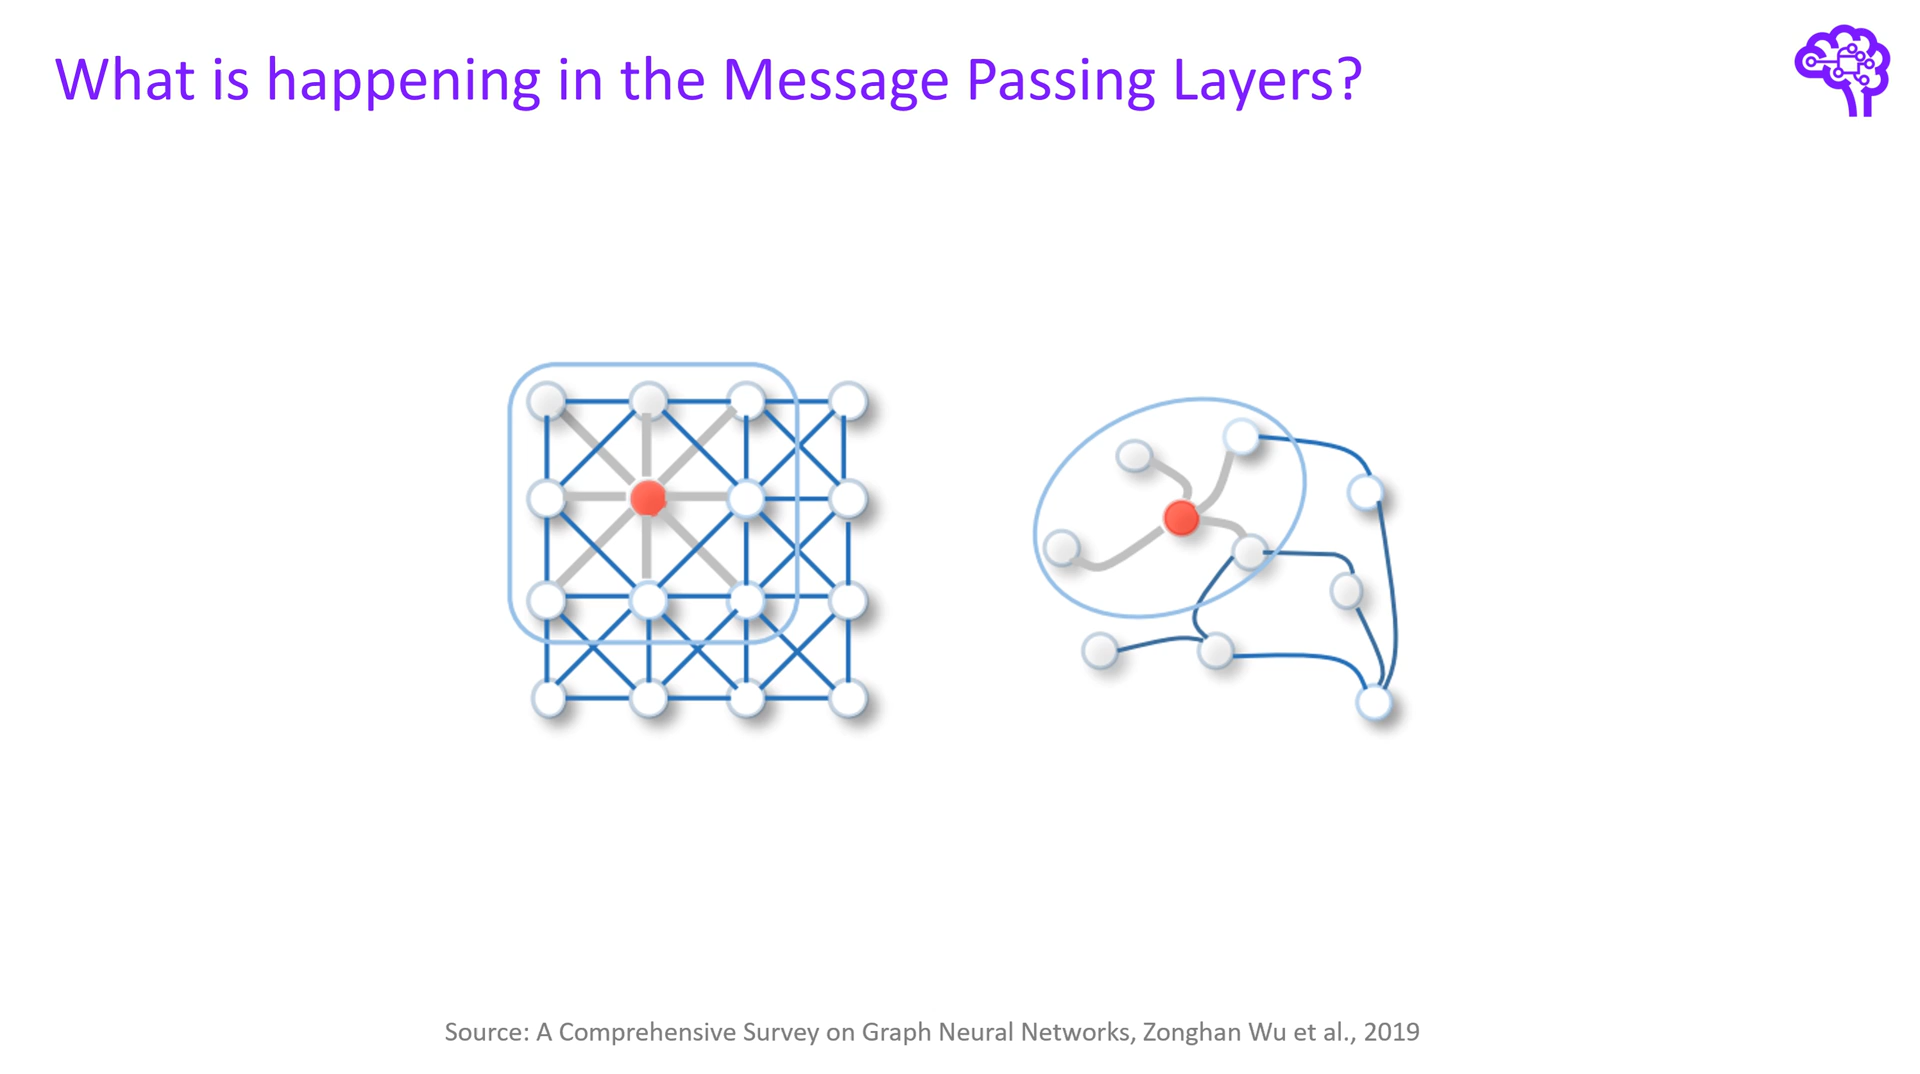 What is happening in the Message Passing Layers?
Source: A Comprehensive Survey on Graph Neural Networks, Zonghan Wu et al., 2019